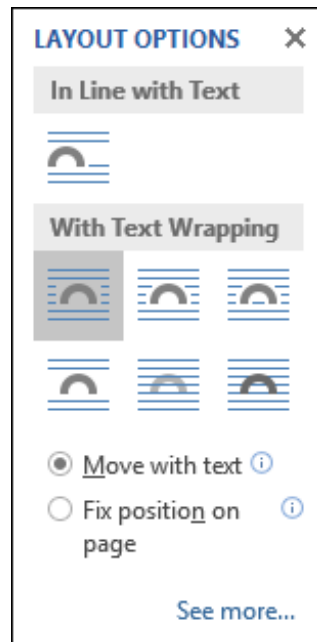 LAYOUT OPTIONS
In Line with Text
With Text Wrapping
Move with text
Fix position on
page
See more...